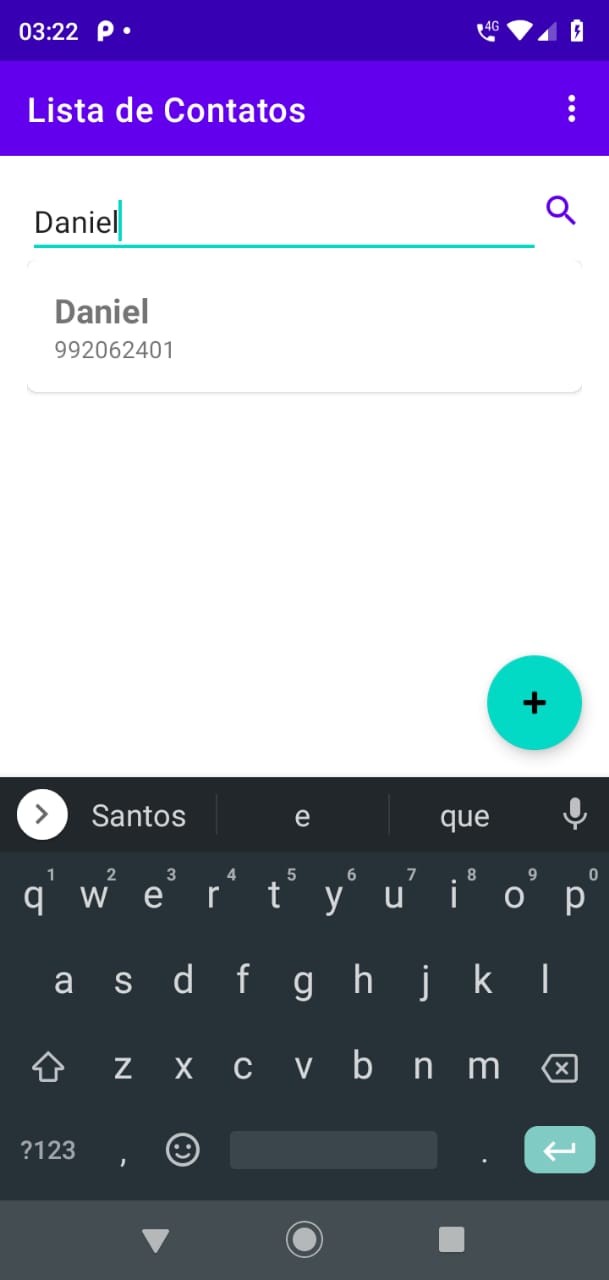 03:22
4G
Lista de Contatos
Daniel
Daniel
992062401
Santos e que
1 2 3 4 5 6 7 8 9 0
q w e r t y u i o p
a s d f g h j k l
z x c v b n m
?123 , .